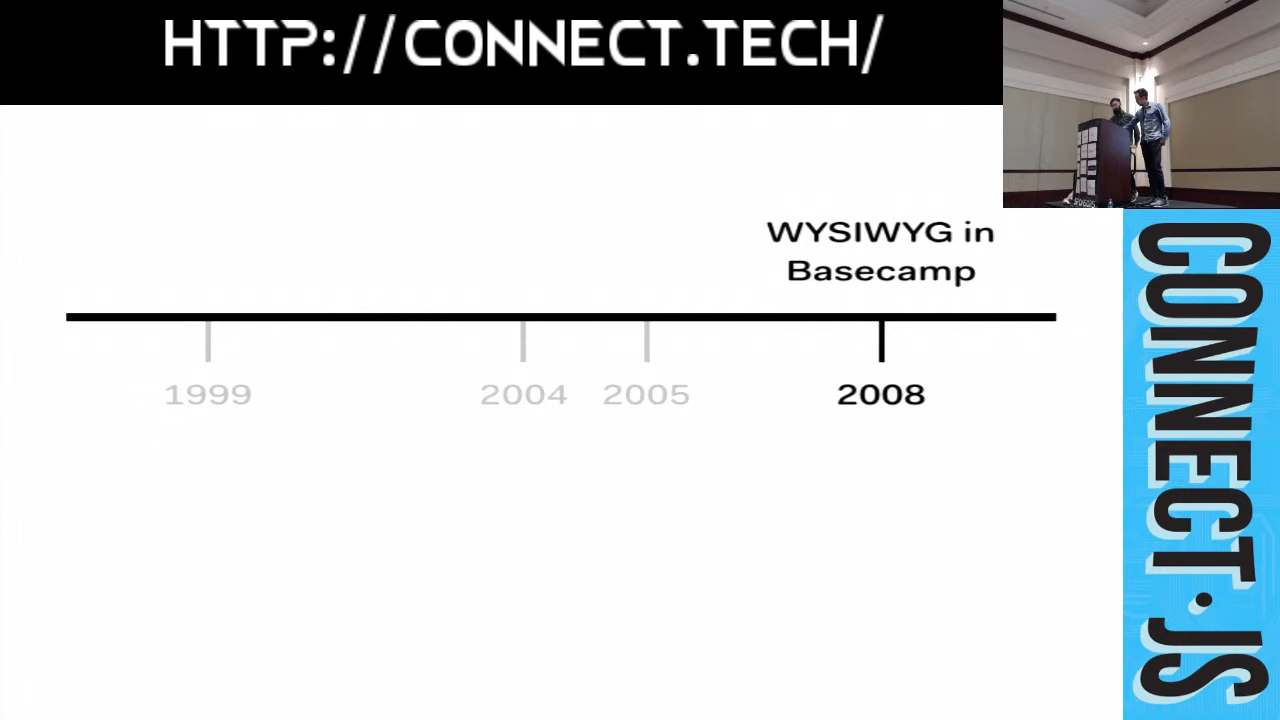 HTTP://CONNECT.TECH/
WYSIWYG in
Basecamp
1999
2004
2005
2008
CONNECT.JS